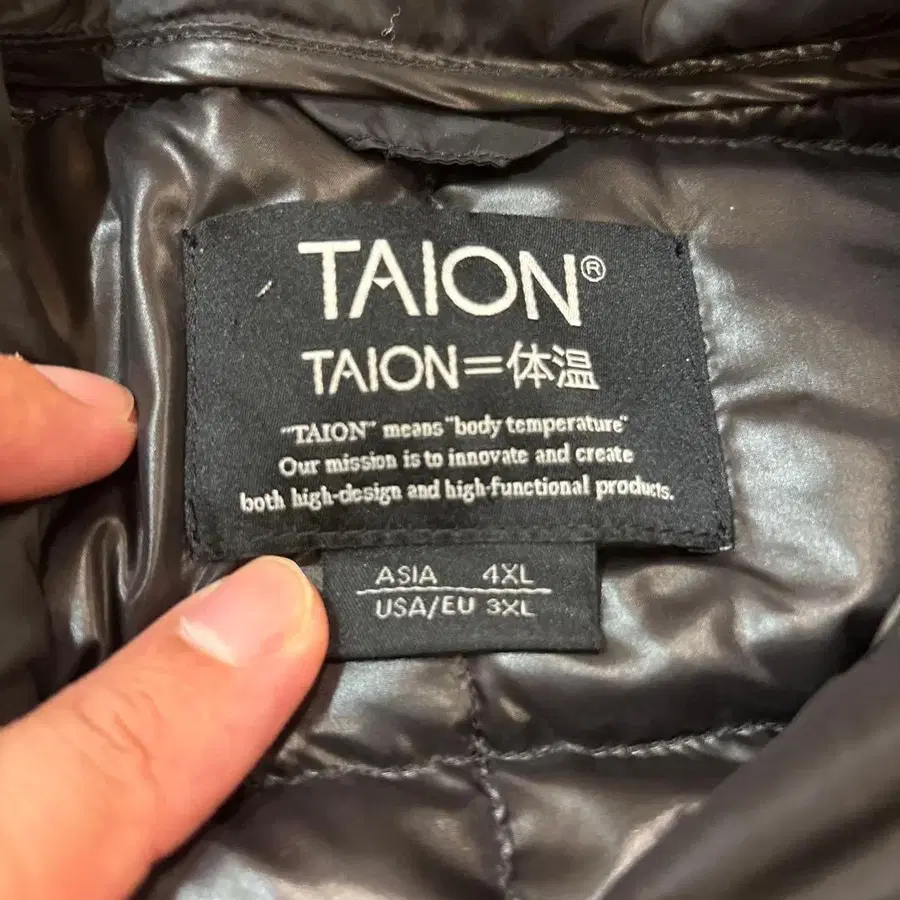 TAION®
TAION=体温
"TAION" means "body temperature"
Our mission is to innovate and create
both high-design and high-functional products.
ASIA 4XL
USA/EU 3XL